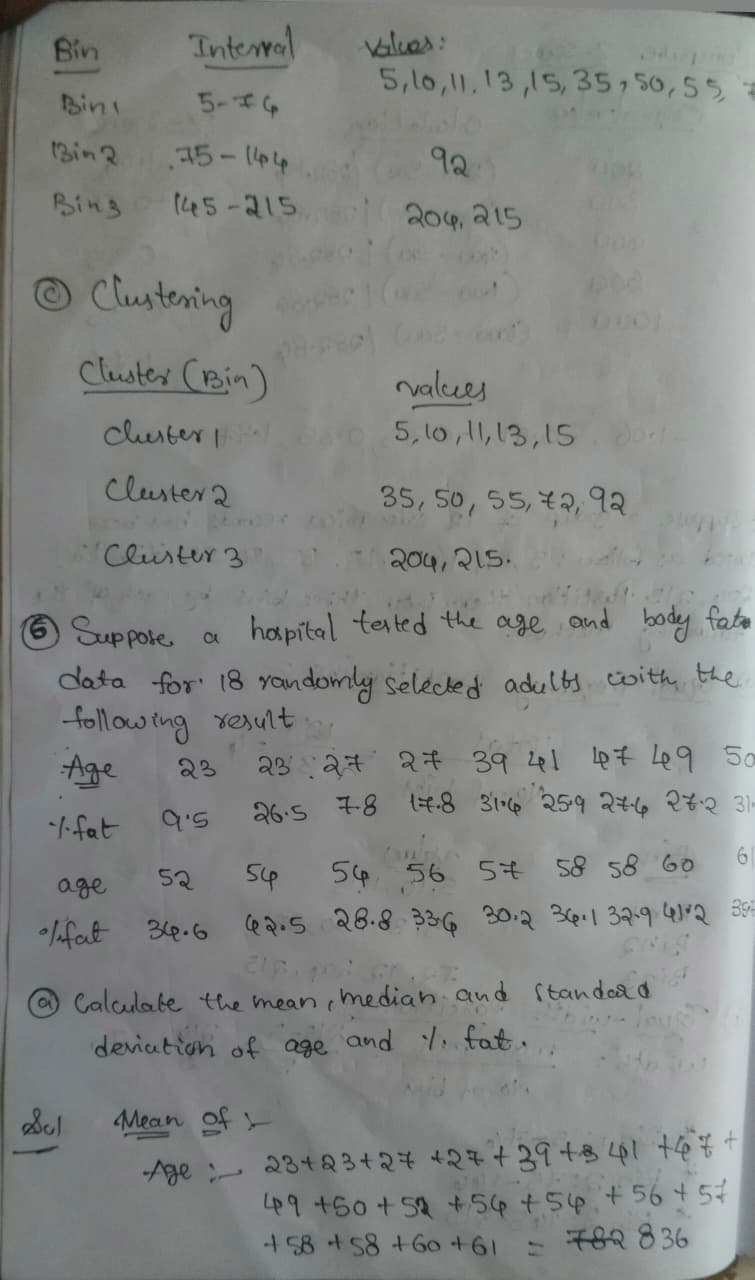 Bin Interval Values:
Bin1 5-74 5,10,11,13,15,35,50,55,
Bin2 75-144 92
Bin3 145-215 204, 215
ⓒ Clustering
Cluster (Bin) values
cluster 1 5,10,11,13,15
Cluster 2 35, 50, 55, 72, 92
Cluster 3 204, 215.
⑥ Suppose a hospital tested the age and body fat
data for 18 randomly selected adults with the
following result
Age 23 23 27 27 39 41 47 49 50
%fat 9.5 26.5 7.8 17.8 31.4 25.9 27.4 27.2 31.
age 52 54 54 56 57 58 58 60 61
%fat 34.6 42.5 28.8 33.4 30.2 34.1 32.9 41.2 35.
ⓐ Calculate the mean, median and standard
deviation of age and % fat.
Sol Mean of :-
Age :- 23+23+27+27+39+41+47+
49+50+52+54+54+56+57
+58+58+60+61 = 782 836